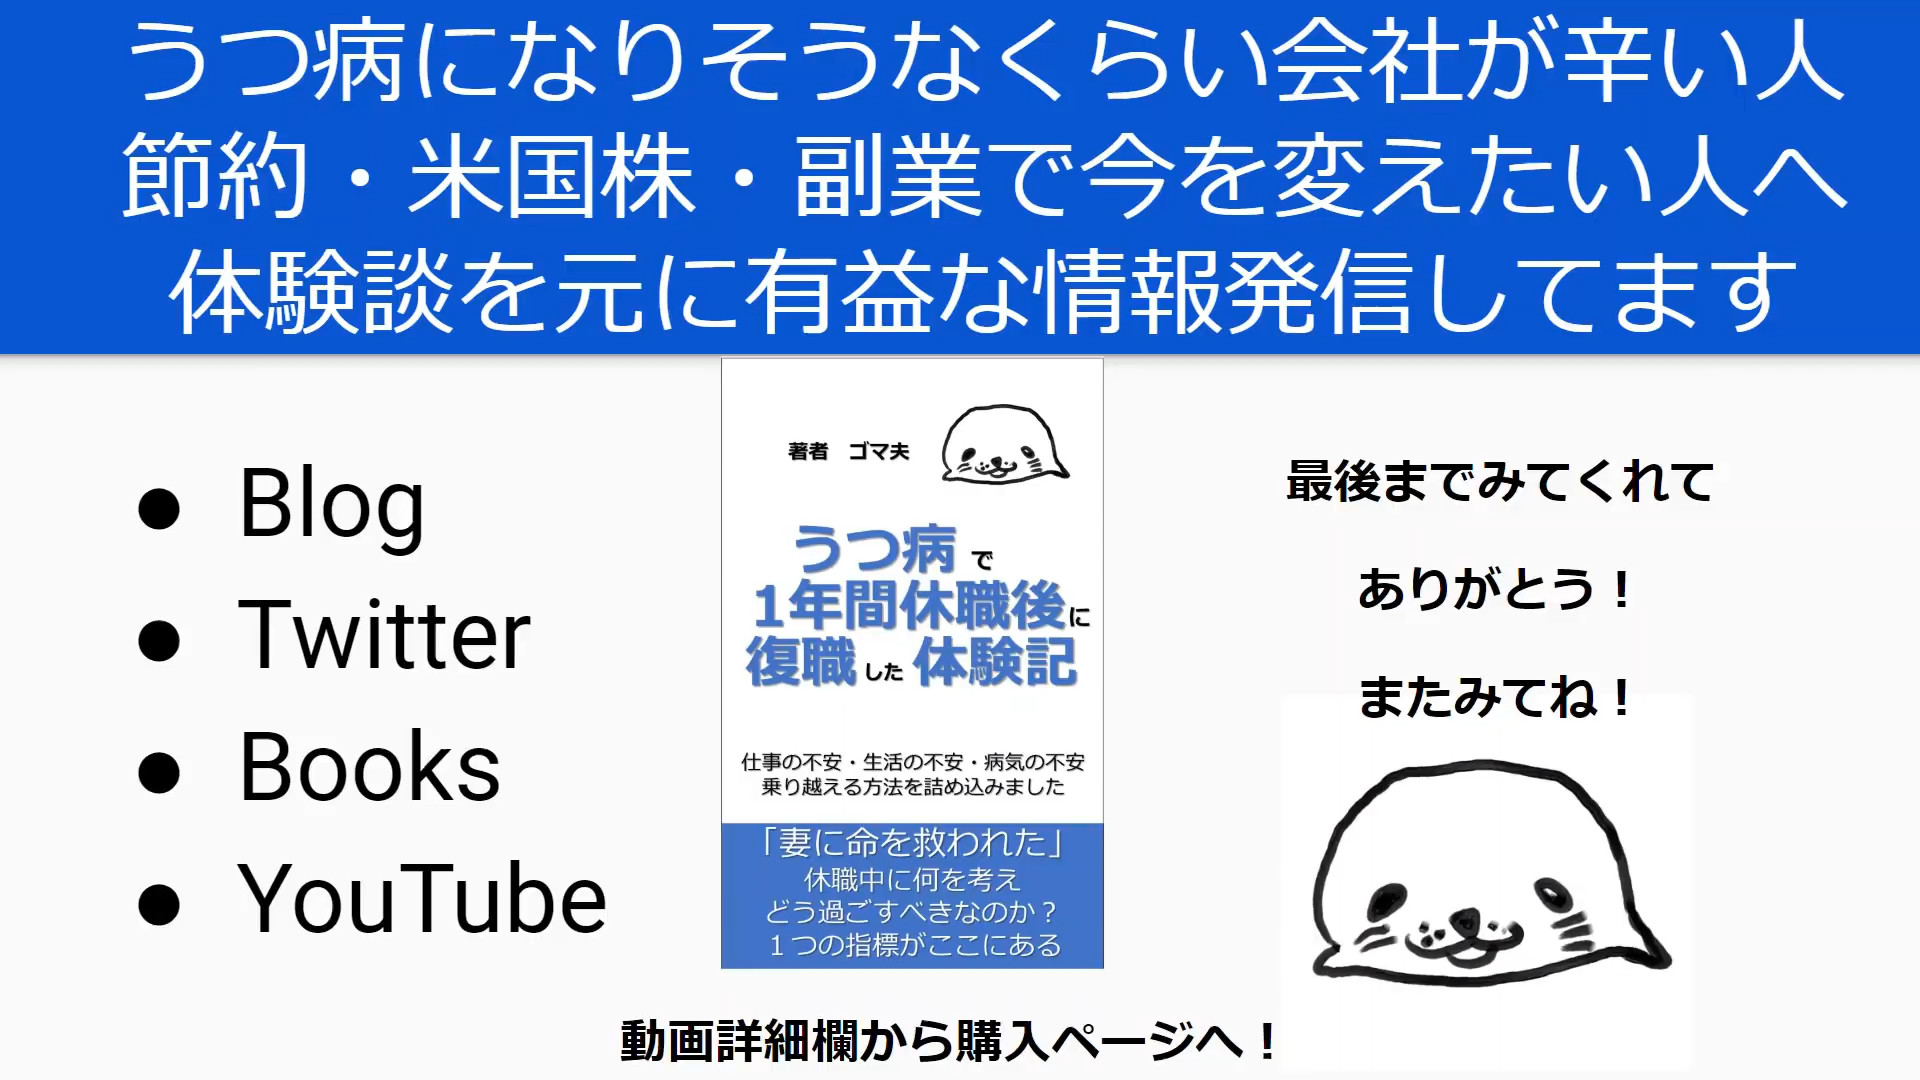 うつ病になりそうなくらい会社が辛い人
節約・米国株・副業で今を変えたい人へ
体験談を元に有益な情報発信してます
● Blog
● Twitter
● Books
● YouTube
著者 ゴマ夫
うつ病で
1年間休職後に
復職した体験記
仕事の不安・生活の不安・病気の不安
乗り越える方法を詰め込みました
「妻に命を救われた」
休職中に何を考え
どう過ごすべきなのか？
１つの指標がここにある
最後までみてくれて
ありがとう！
またみてね！
動画詳細欄から購入ページへ！